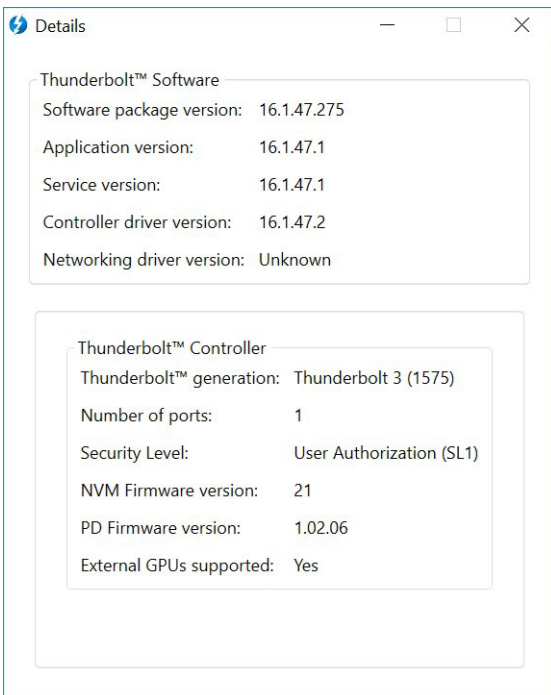 Details
Thunderbolt™ Software
Software package version: 16.1.47.275
Application version: 16.1.47.1
Service version: 16.1.47.1
Controller driver version: 16.1.47.2
Networking driver version: Unknown
Thunderbolt™ Controller
Thunderbolt™ generation: Thunderbolt 3 (1575)
Number of ports: 1
Security Level: User Authorization (SL1)
NVM Firmware version: 21
PD Firmware version: 1.02.06
External GPUs supported: Yes